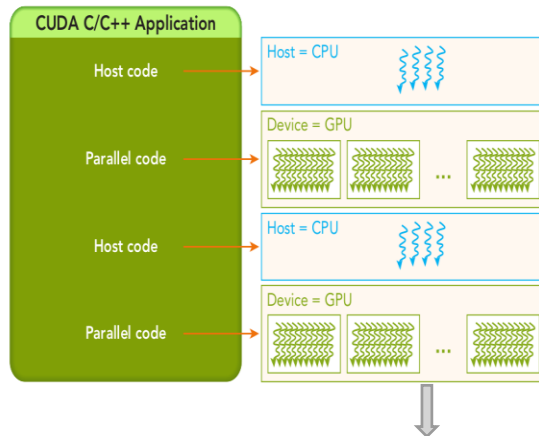 CUDA C/C++ Application
Host code
Host = CPU
Parallel code
Device = GPU
...
Host code
Host = CPU
Parallel code
Device = GPU
...